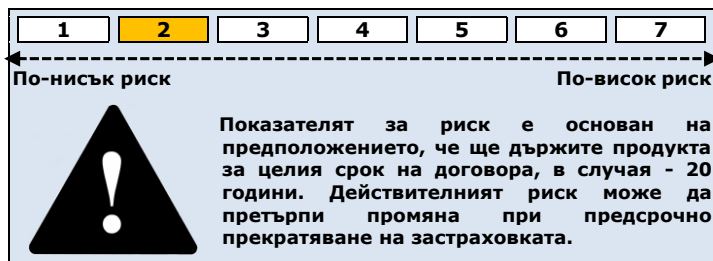 1 2 3 4 5 6 7
По-нисък риск По-висок риск
Показателят за риск е основан на
предположението, че ще държите продукта
за целия срок на договора, в случая - 20
години. Действителният риск може да
претърпи промяна при предсрочно
прекратяване на застраховката.